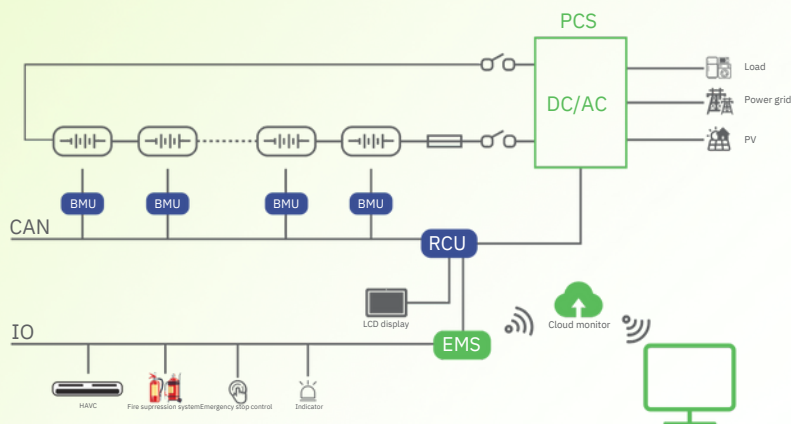 PCS
DC/AC
Load
Power grid
PV
BMU BMU BMU BMU
CAN
RCU
LCD display
Cloud monitor
IO
EMS
HAVC
Fire suprression system
Emergency stop control
Indicator